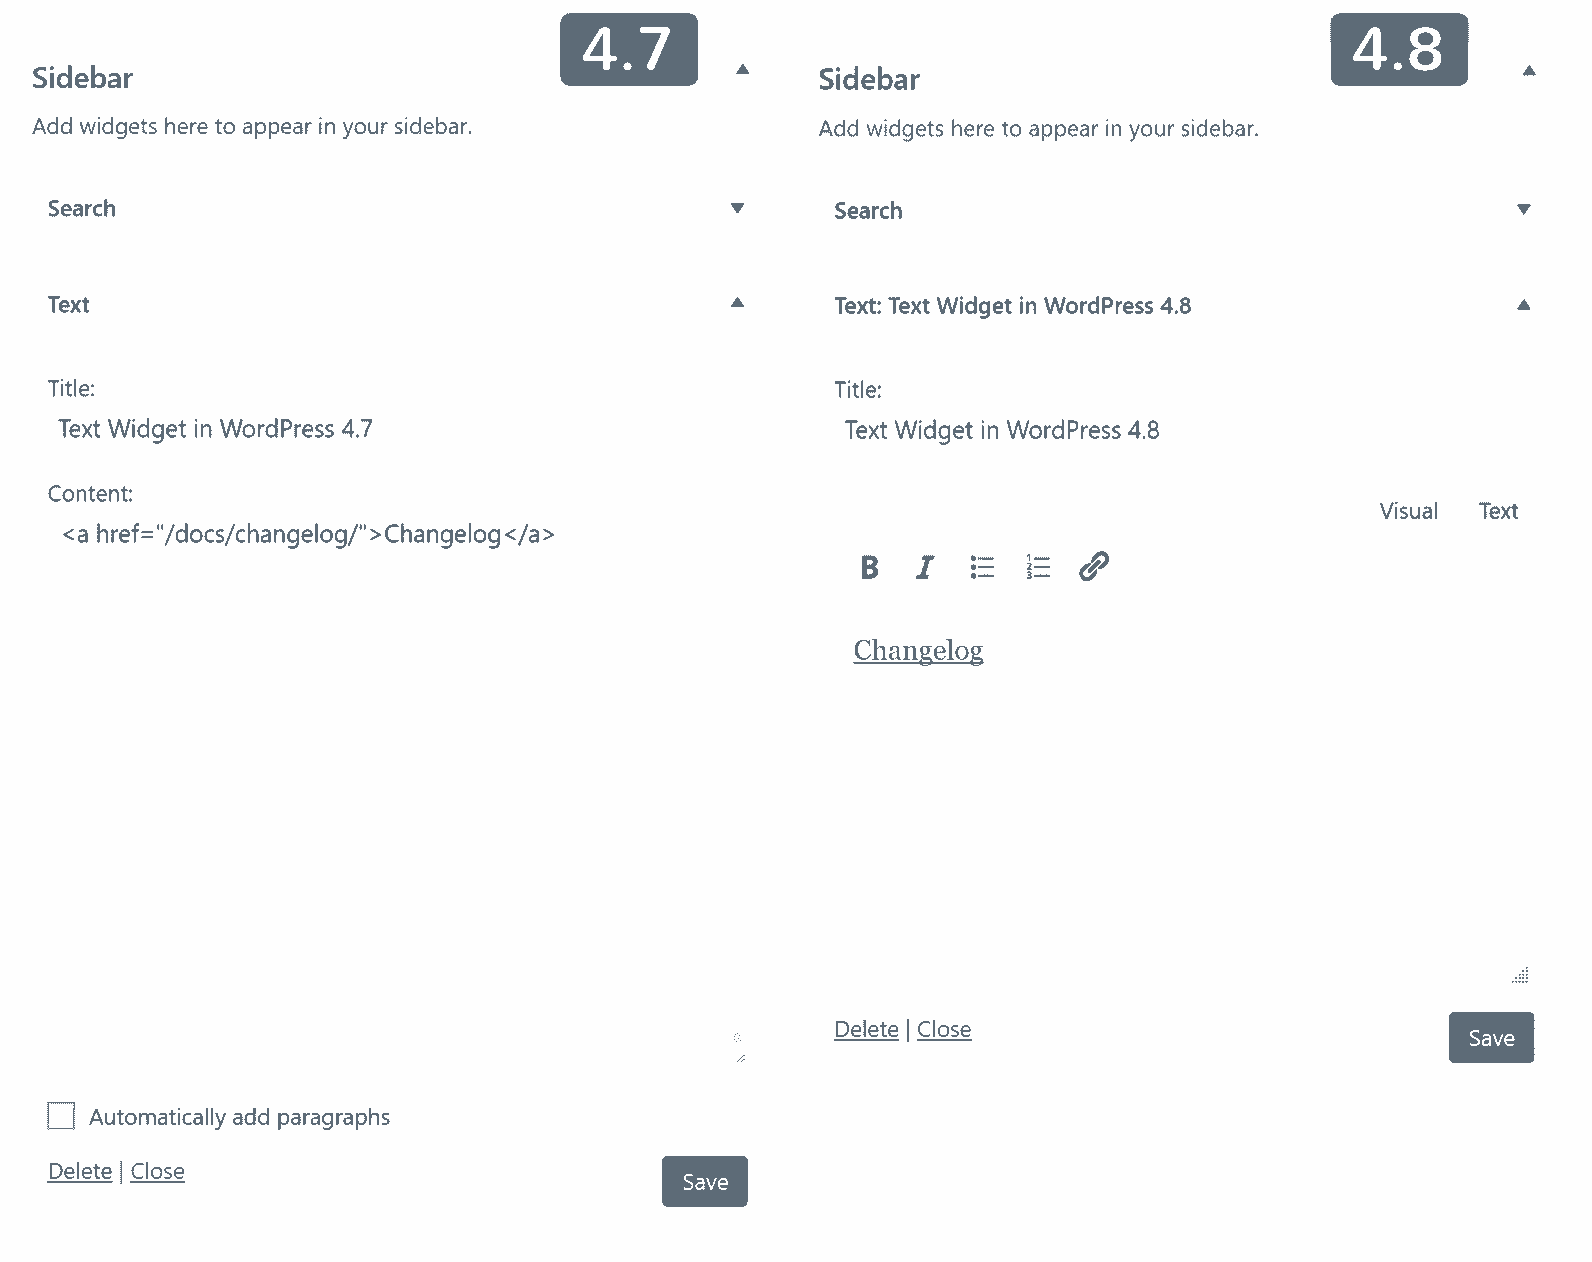 4.7
Sidebar
Add widgets here to appear in your sidebar.
Search
Text
Title:
Text Widget in WordPress 4.7
Content:
<a href="/docs/changelog/">Changelog</a>
Automatically add paragraphs
Delete | Close
Save
4.8
Sidebar
Add widgets here to appear in your sidebar.
Search
Text: Text Widget in WordPress 4.8
Title:
Text Widget in WordPress 4.8
Visual Text
B I
Changelog
Delete | Close
Save